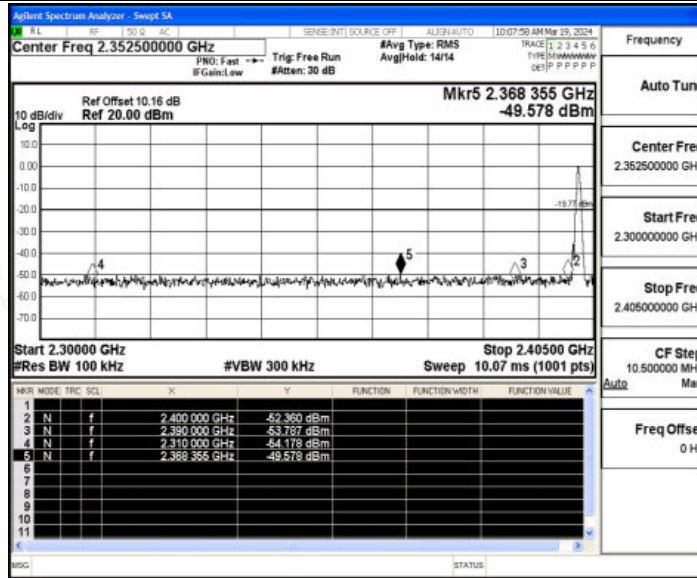 Agilent Spectrum Analyzer - Swept SA
RL RF 50 Ω AC SENSE:INT SOURCE OFF ALIGN AUTO 10:07:58 AM Mar 19, 2024
Center Freq 2.352500000 GHz #Avg Type: RMS TRACE 1 2 3 4 5 6
PNO: Fast Trig: Free Run Avg|Hold: 14/14 TYPE M
IFGain:Low #Atten: 30 dB DET P P P P P P
Frequency
Auto Tun
Ref Offset 10.16 dB Mkr5 2.368 355 GHz
10 dB/div Ref 20.00 dBm -49.578 dBm
Log
10.0
0.00
-10.0
-20.0
-30.0
-40.0
-50.0
-60.0
-70.0
-19.77 dBm
4
5
3
2
Center Fre
2.352500000 GH
Start Fre
2.300000000 GH
Stop Fre
2.405000000 GH
Start 2.30000 GHz Stop 2.40500 GHz
#Res BW 100 kHz #VBW 300 kHz Sweep 10.07 ms (1001 pts)
CF Ste
10.500000 MH
Auto Ma
Freq Offse
0 H
MKR MODE TRC SCL X Y FUNCTION FUNCTION WIDTH FUNCTION VALUE
1
2 N f 2.400 000 GHz -52.360 dBm
3 N f 2.390 000 GHz -53.787 dBm
4 N f 2.310 000 GHz -54.178 dBm
5 N f 2.368 355 GHz -49.578 dBm
6
7
8
9
10
11
MSG STATUS